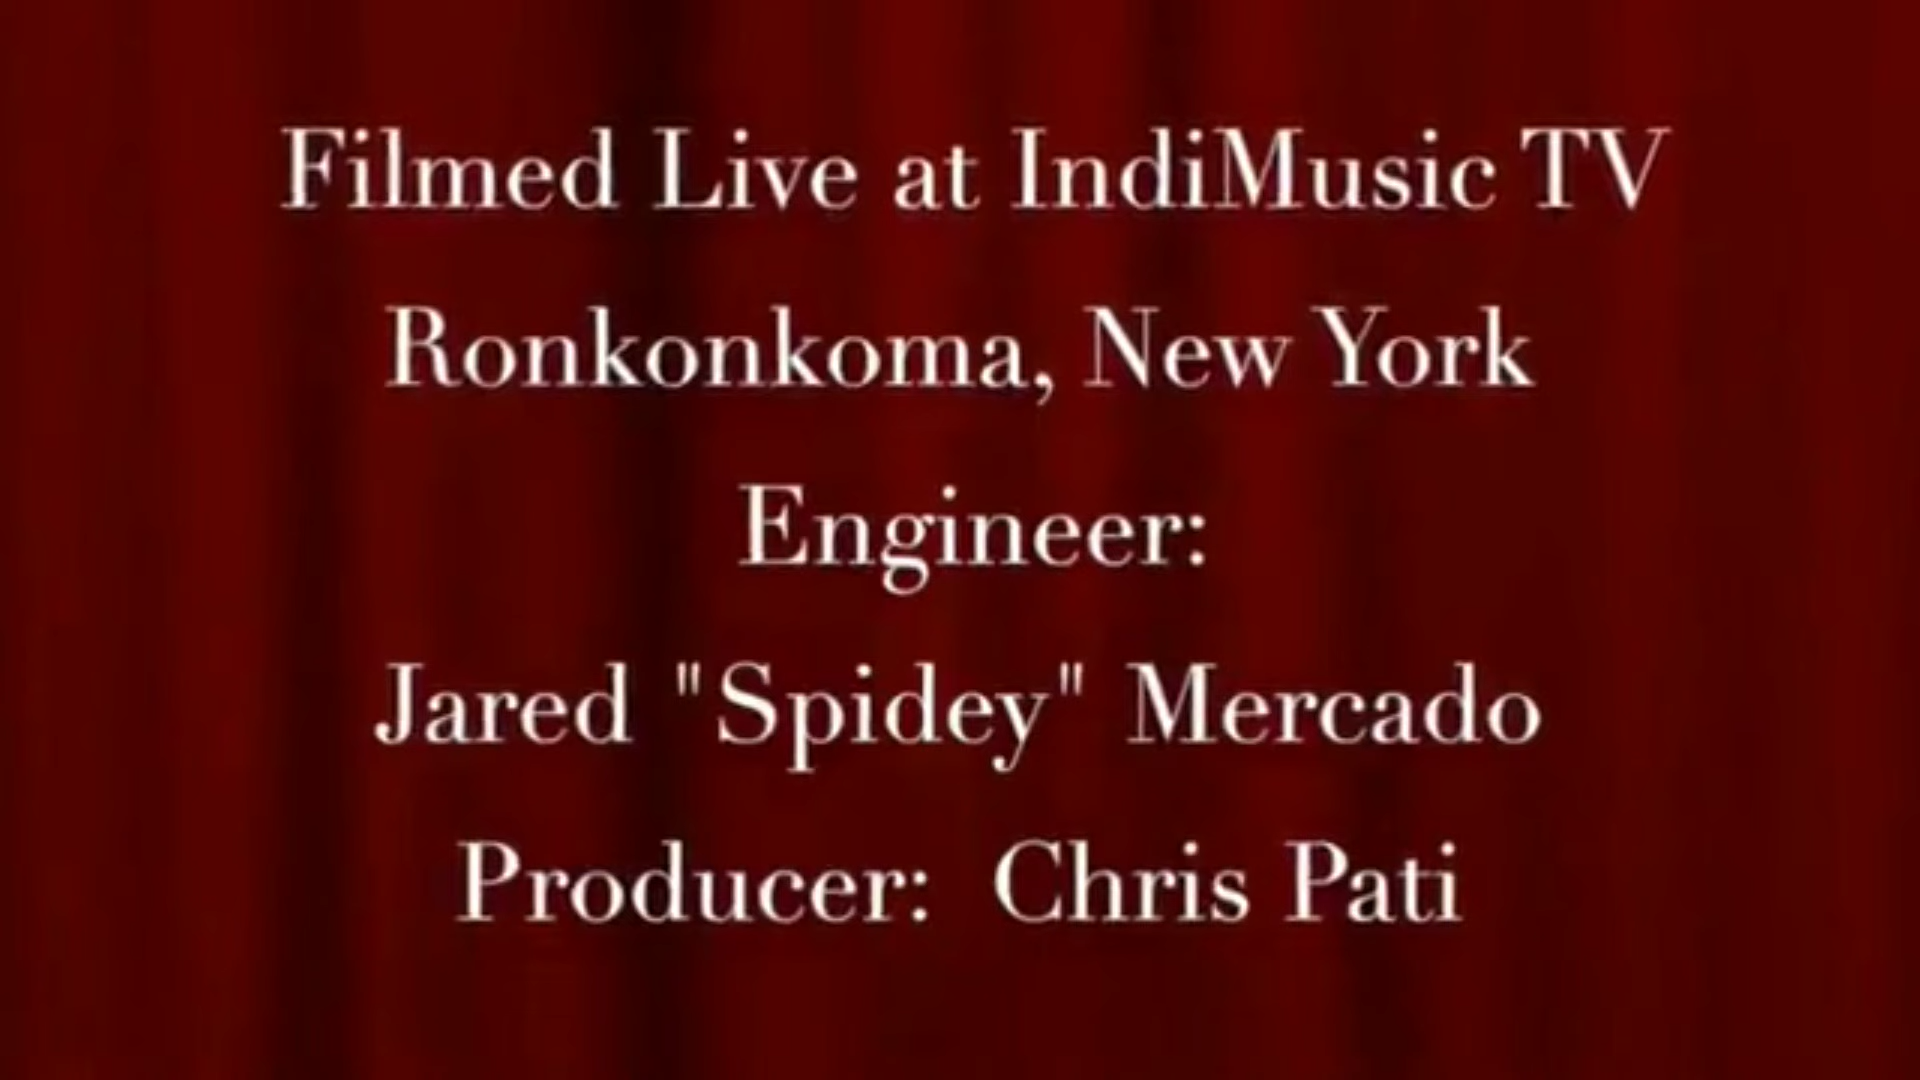 Filmed Live at IndiMusic TV
Ronkonkoma, New York
Engineer:
Jared "Spidey" Mercado
Producer: Chris Pati